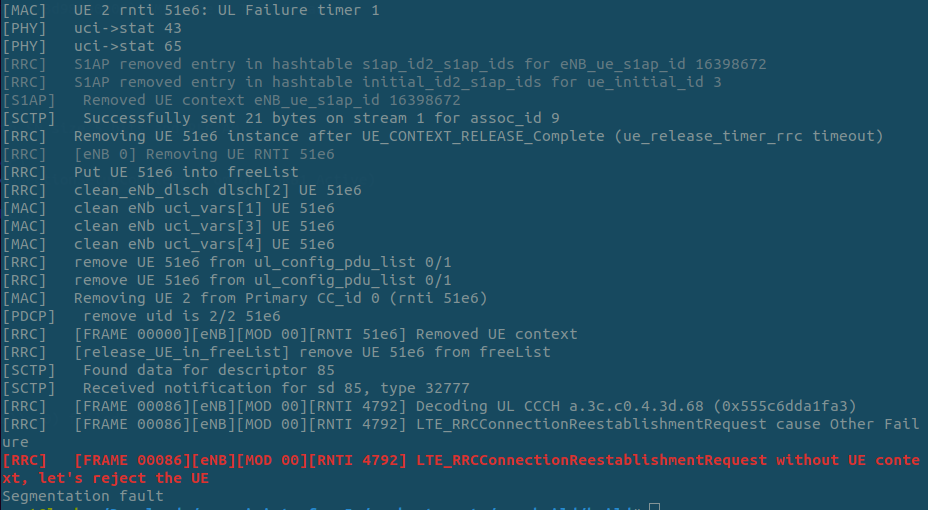 [MAC]   UE 2 rnti 51e6: UL Failure timer 1
[PHY]   uci->stat 43
[PHY]   uci->stat 65
[RRC]   S1AP removed entry in hashtable s1ap_id2_s1ap_ids for eNB_ue_s1ap_id 16398672
[RRC]   S1AP removed entry in hashtable initial_id2_s1ap_ids for ue_initial_id 3
[S1AP]   Removed UE context eNB_ue_s1ap_id 16398672
[SCTP]   Successfully sent 21 bytes on stream 1 for assoc_id 9
[RRC]   Removing UE 51e6 instance after UE_CONTEXT_RELEASE_Complete (ue_release_timer_rrc timeout)
[RRC]   [eNB 0] Removing UE RNTI 51e6
[RRC]   Put UE 51e6 into freeList
[RRC]   clean_eNb_dlsch dlsch[2] UE 51e6
[MAC]   clean eNb uci_vars[1] UE 51e6
[MAC]   clean eNb uci_vars[3] UE 51e6
[MAC]   clean eNb uci_vars[4] UE 51e6
[RRC]   remove UE 51e6 from ul_config_pdu_list 0/1
[RRC]   remove UE 51e6 from ul_config_pdu_list 0/1
[MAC]   Removing UE 2 from Primary CC_id 0 (rnti 51e6)
[PDCP]   remove uid is 2/2 51e6
[RRC]   [FRAME 00000][eNB][MOD 00][RNTI 51e6] Removed UE context
[RRC]   [release_UE_in_freeList] remove UE 51e6 from freeList
[SCTP]   Found data for descriptor 85
[SCTP]   Received notification for sd 85, type 32777
[RRC]   [FRAME 00086][eNB][MOD 00][RNTI 4792] Decoding UL CCCH a.3c.c0.4.3d.68 (0x555c6dda1fa3)
[RRC]   [FRAME 00086][eNB][MOD 00][RNTI 4792] LTE_RRCConnectionReestablishmentRequest cause Other Fail
ure
[RRC]   [FRAME 00086][eNB][MOD 00][RNTI 4792] LTE_RRCConnectionReestablishmentRequest without UE conte
xt, let's reject the UE
Segmentation fault